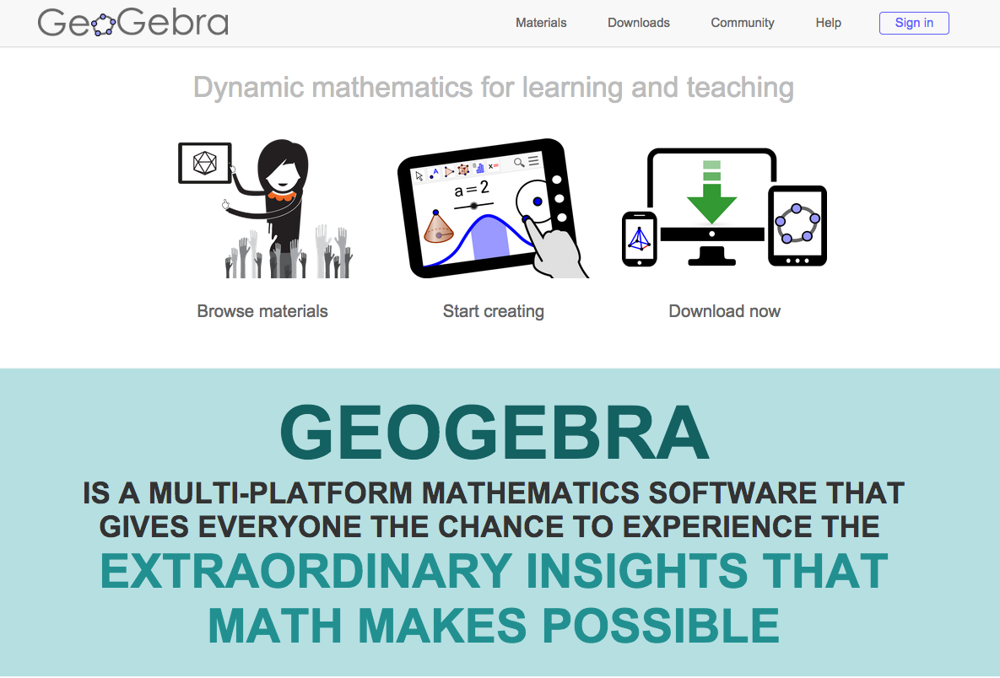 GeoGebra
Materials Downloads Community Help Sign in
Dynamic mathematics for learning and teaching
A x=
a=2
Browse materials Start creating Download now
GEOGEBRA
IS A MULTI-PLATFORM MATHEMATICS SOFTWARE THAT
GIVES EVERYONE THE CHANCE TO EXPERIENCE THE
EXTRAORDINARY INSIGHTS THAT
MATH MAKES POSSIBLE